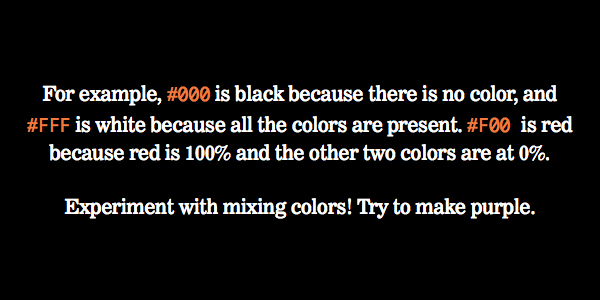 For example, #000 is black because there is no color, and
#FFF is white because all the colors are present. #F00 is red
because red is 100% and the other two colors are at 0%.
Experiment with mixing colors! Try to make purple.